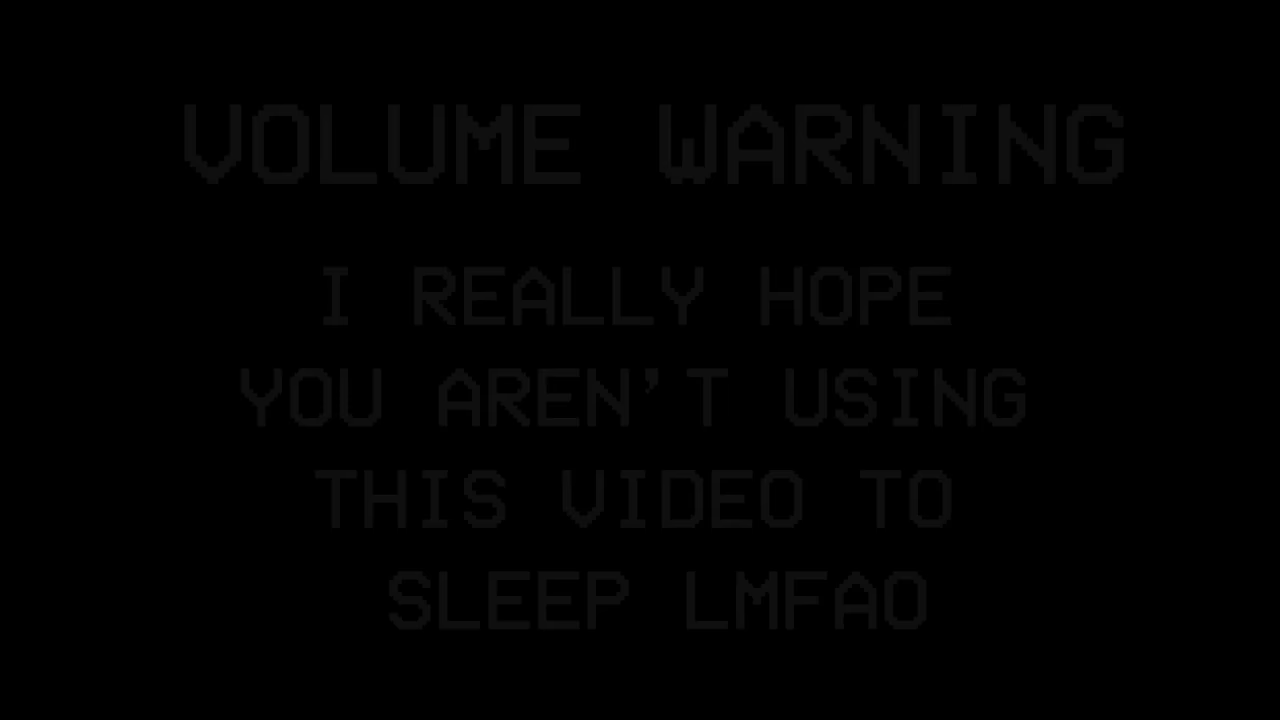 VOLUME WARNING
I REALLY HOPE
YOU AREN'T USING
THIS VIDEO TO
SLEEP LMFAO